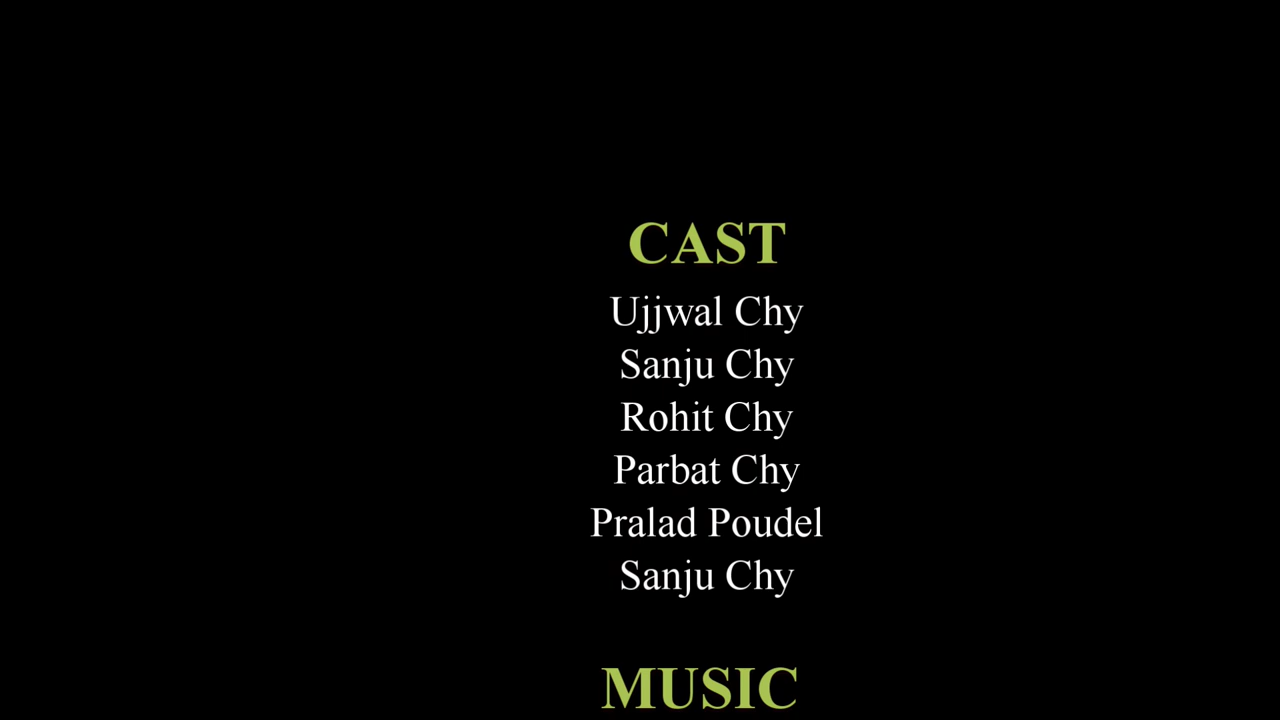 CAST
Ujjwal Chy
Sanju Chy
Rohit Chy
Parbat Chy
Pralad Poudel
Sanju Chy
MUSIC